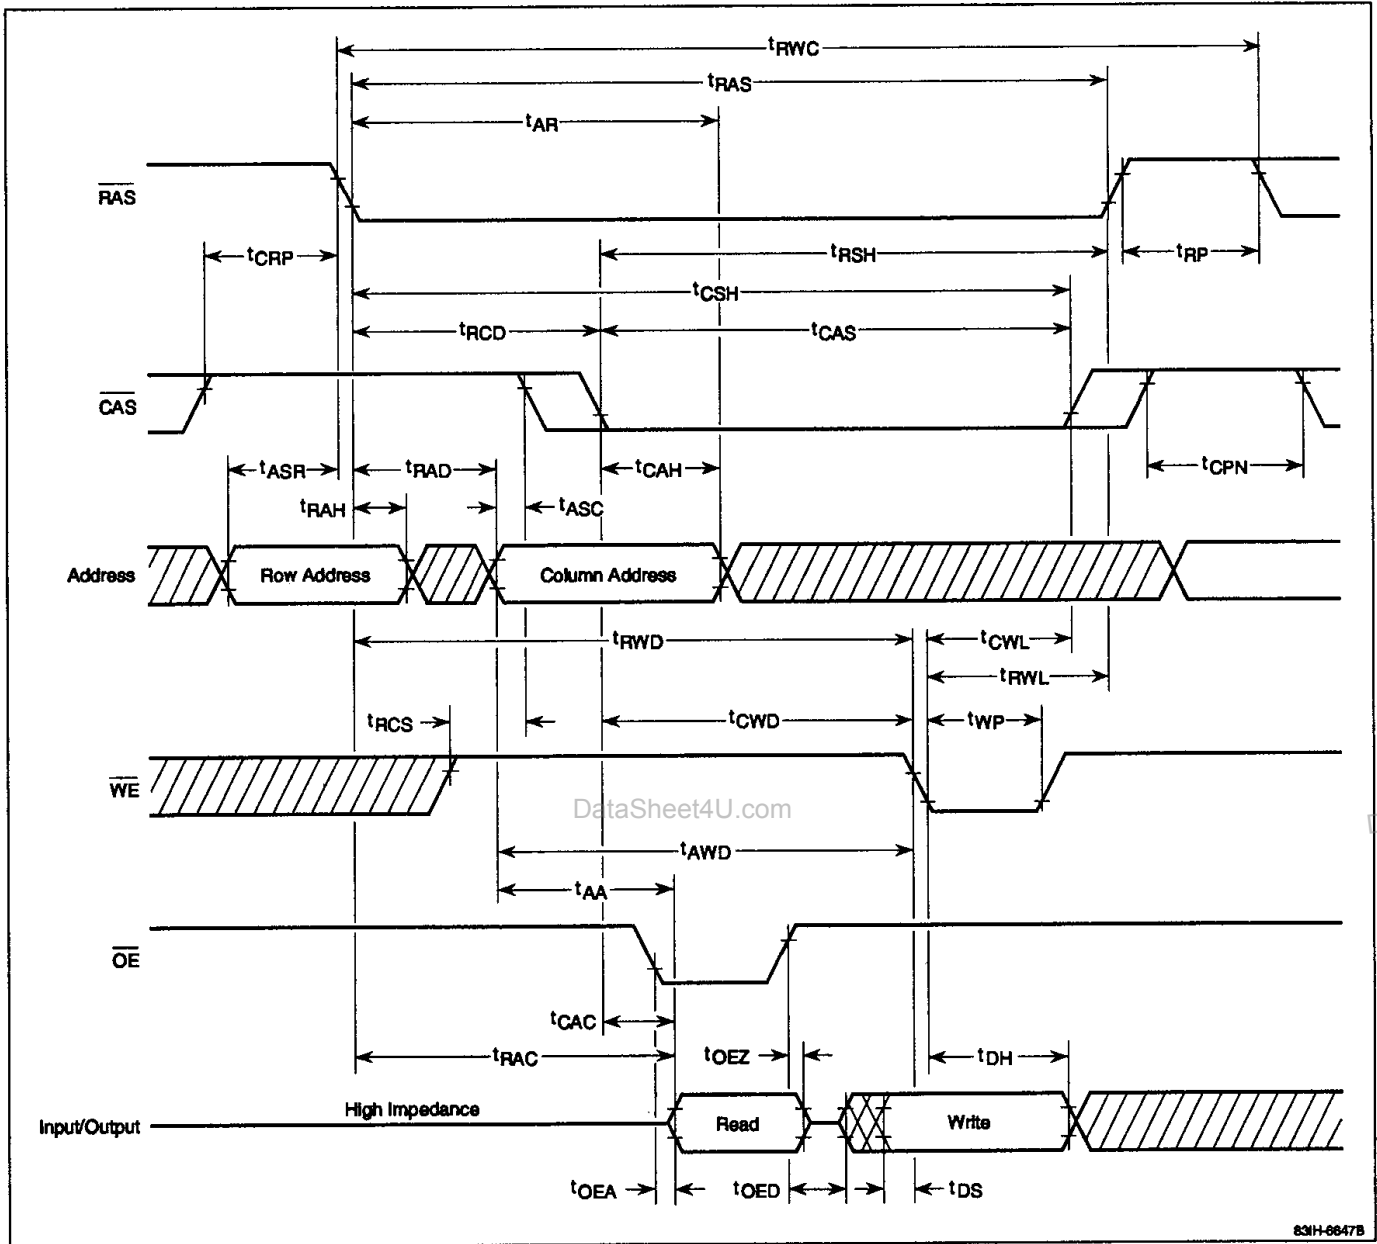 tRWC
tRAS
tAR
RAS
tCRP
tRSH
tRP
tCSH
tRCD
tCAS
CAS
tASR
tRAD
tCAH
tCPN
tRAH
tASC
Address
Row Address
Column Address
tRWD
tCWL
tRWL
tRCS
tCWD
tWP
WE
DataSheet4U.com
tAWD
tAA
OE
tCAC
tRAC
tOEZ
tDH
High Impedance
Input/Output
Read
Write
tOEA
tOED
tDS
83IH-6647B